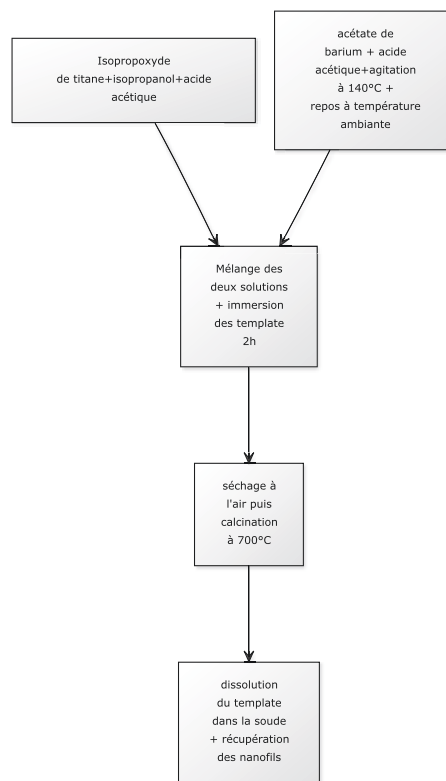 Isopropoxyde
de titane+isopropanol+acide
acétique
acétate de
barium + acide
acétique+agitation
à 140°C +
repos à température
ambiante
Mélange des
deux solutions
+ immersion
des template
2h
séchage à
l'air puis
calcination
à 700°C
dissolution
du template
dans la soude
+ récupération
des nanofils